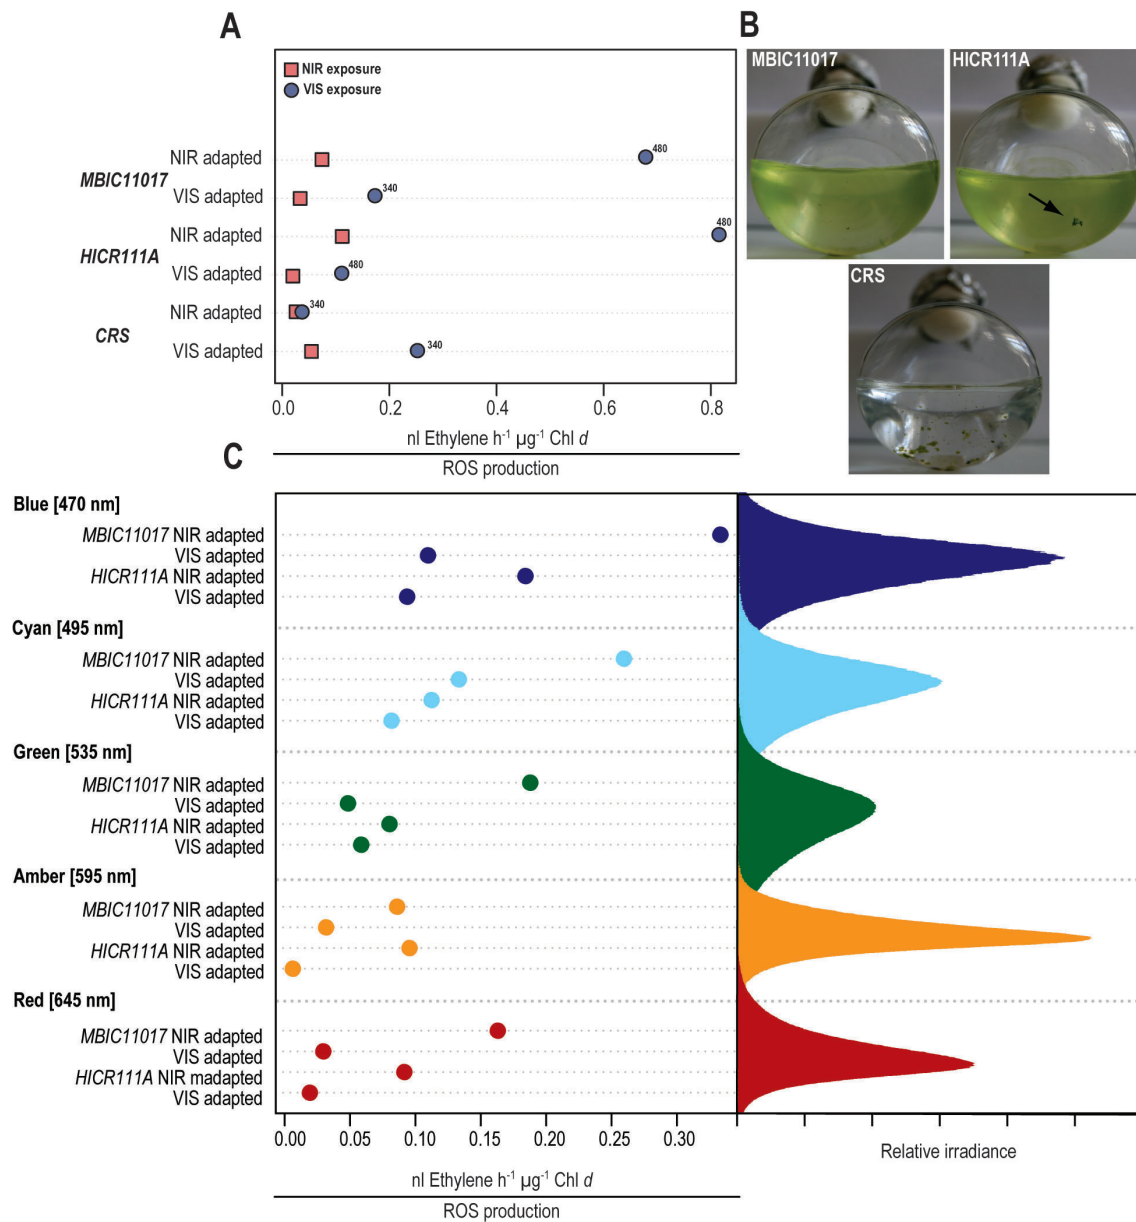 A
B
NIR exposure
VIS exposure
MBIC11017
NIR adapted
VIS adapted
HICR111A
NIR adapted
VIS adapted
CRS
NIR adapted
VIS adapted
480
340
480
480
340
340
0.0 0.2 0.4 0.6 0.8
nl Ethylene h⁻¹ µg⁻¹ Chl d
ROS production
MBIC11017
HICR111A
CRS
C
Blue [470 nm]
MBIC11017 NIR adapted
VIS adapted
HICR111A NIR adapted
VIS adapted
Cyan [495 nm]
MBIC11017 NIR adapted
VIS adapted
HICR111A NIR adapted
VIS adapted
Green [535 nm]
MBIC11017 NIR adapted
VIS adapted
HICR111A NIR adapted
VIS adapted
Amber [595 nm]
MBIC11017 NIR adapted
VIS adapted
HICR111A NIR adapted
VIS adapted
Red [645 nm]
MBIC11017 NIR adapted
VIS adapted
HICR111A NIR madapted
VIS adapted
0.00 0.05 0.10 0.15 0.20 0.25 0.30
nl Ethylene h⁻¹ µg⁻¹ Chl d
ROS production
Relative irradiance